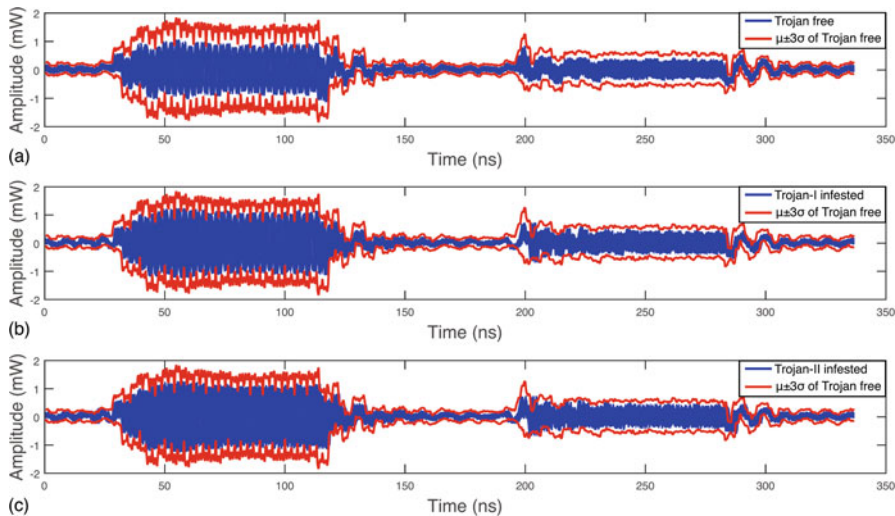 Amplitude (mW)
2
1
0
-1
-2
Trojan free
μ±3σ of Trojan free
0 50 100 150 200 250 300 350
Time (ns)
(a)
Amplitude (mW)
2
1
0
-1
-2
Trojan-I infested
μ±3σ of Trojan free
0 50 100 150 200 250 300 350
Time (ns)
(b)
Amplitude (mW)
2
1
0
-1
-2
Trojan-II infested
μ±3σ of Trojan free
0 50 100 150 200 250 300 350
Time (ns)
(c)